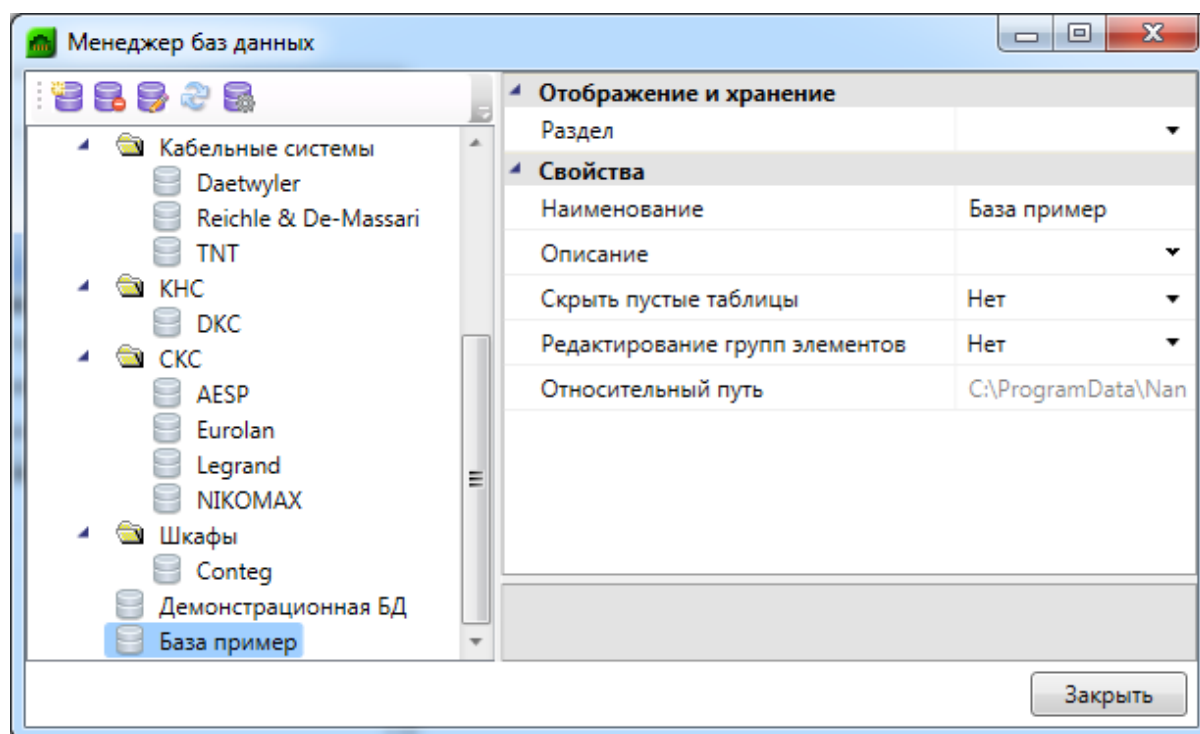 Менеджер баз данных
Кабельные системы
Daetwyler
Reichle & De-Massari
TNT
КНС
DKC
СКС
AESP
Eurolan
Legrand
NIKOMAX
Шкафы
Conteg
Демонстрационная БД
База пример
Отображение и хранение
Раздел
Свойства
Наименование База пример
Описание
Скрыть пустые таблицы Нет
Редактирование групп элементов Нет
Относительный путь C:\ProgramData\Nan
Закрыть